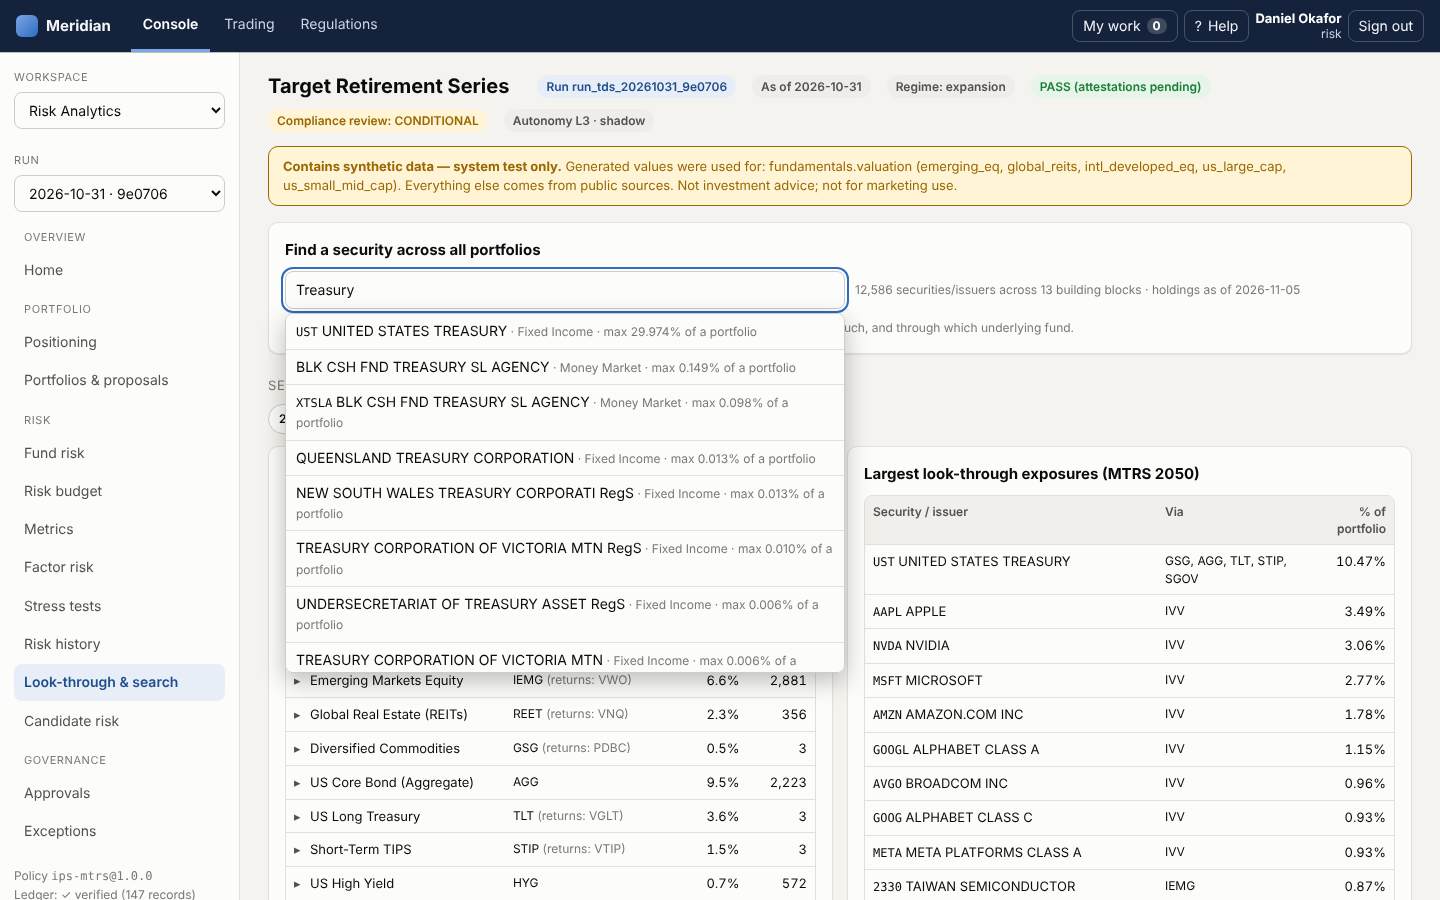 Meridian
Console
Trading
Regulations
My work 0
? Help
Daniel Okafor
risk
Sign out
WORKSPACE
Risk Analytics
RUN
2026-10-31 · 9e0706
OVERVIEW
Home
PORTFOLIO
Positioning
Portfolios & proposals
RISK
Fund risk
Risk budget
Metrics
Factor risk
Stress tests
Risk history
Look-through & search
Candidate risk
GOVERNANCE
Approvals
Exceptions
Policy ips-mtrs@1.0.0
Ledger: ✓ verified (147 records)
Target Retirement Series
Run run_tds_20261031_9e0706
As of 2026-10-31
Regime: expansion
PASS (attestations pending)
Compliance review: CONDITIONAL
Autonomy L3 · shadow
Contains synthetic data — system test only. Generated values were used for: fundamentals.valuation (emerging_eq, global_reits, intl_developed_eq, us_large_cap,
us_small_mid_cap). Everything else comes from public sources. Not investment advice; not for marketing use.
Find a security across all portfolios
Treasury
12,586 securities/issuers across 13 building blocks · holdings as of 2026-11-05
uch, and through which underlying fund.
SE
2
UST UNITED STATES TREASURY · Fixed Income · max 29.974% of a portfolio
BLK CSH FND TREASURY SL AGENCY · Money Market · max 0.149% of a portfolio
XTSLA BLK CSH FND TREASURY SL AGENCY · Money Market · max 0.098% of a
portfolio
QUEENSLAND TREASURY CORPORATION · Fixed Income · max 0.013% of a portfolio
NEW SOUTH WALES TREASURY CORPORATI RegS · Fixed Income · max 0.013% of a
portfolio
TREASURY CORPORATION OF VICTORIA MTN RegS · Fixed Income · max 0.010% of a
portfolio
UNDERSECRETARIAT OF TREASURY ASSET RegS · Fixed Income · max 0.006% of a
portfolio
TREASURY CORPORATION OF VICTORIA MTN · Fixed Income · max 0.006% of a
▸ Emerging Markets Equity IEMG (returns: VWO) 6.6% 2,881
▸ Global Real Estate (REITs) REET (returns: VNQ) 2.3% 356
▸ Diversified Commodities GSG (returns: PDBC) 0.5% 3
▸ US Core Bond (Aggregate) AGG 9.5% 2,223
▸ US Long Treasury TLT (returns: VGLT) 3.6% 3
▸ Short-Term TIPS STIP (returns: VTIP) 1.5% 3
▸ US High Yield HYG 0.7% 572
Largest look-through exposures (MTRS 2050)
Security / issuer Via % of
portfolio
UST UNITED STATES TREASURY GSG, AGG, TLT, STIP, 10.47%
SGOV
AAPL APPLE IVV 3.49%
NVDA NVIDIA IVV 3.06%
MSFT MICROSOFT IVV 2.77%
AMZN AMAZON.COM INC IVV 1.78%
GOOGL ALPHABET CLASS A IVV 1.15%
AVGO BROADCOM INC IVV 0.96%
GOOG ALPHABET CLASS C IVV 0.93%
META META PLATFORMS CLASS A IVV 0.93%
2330 TAIWAN SEMICONDUCTOR IEMG 0.87%